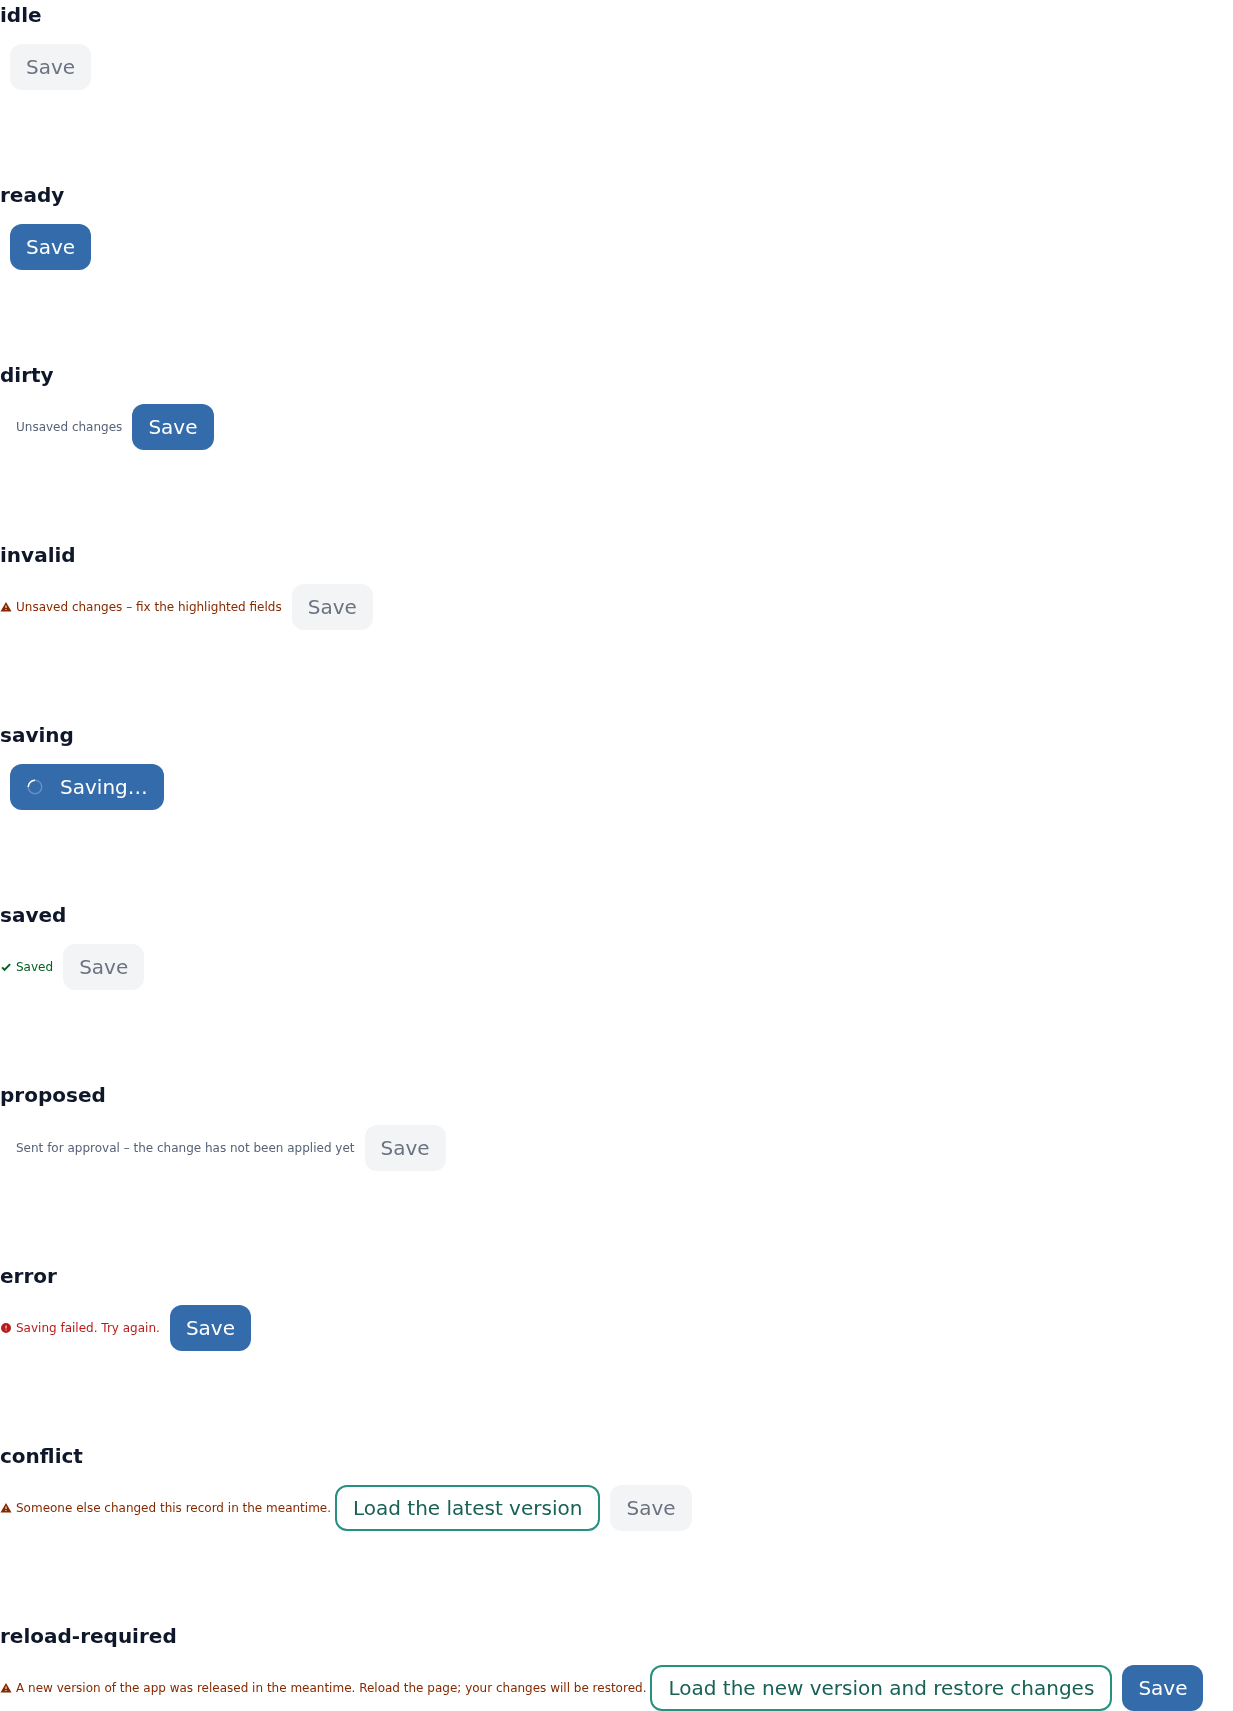 idle
Save
ready
Save
dirty
Unsaved changes Save
invalid
Unsaved changes – fix the highlighted fields Save
saving
Saving…
saved
Saved Save
proposed
Sent for approval – the change has not been applied yet Save
error
Saving failed. Try again. Save
conflict
Someone else changed this record in the meantime. Load the latest version Save
reload-required
A new version of the app was released in the meantime. Reload the page; your changes will be restored. Load the new version and restore changes Save